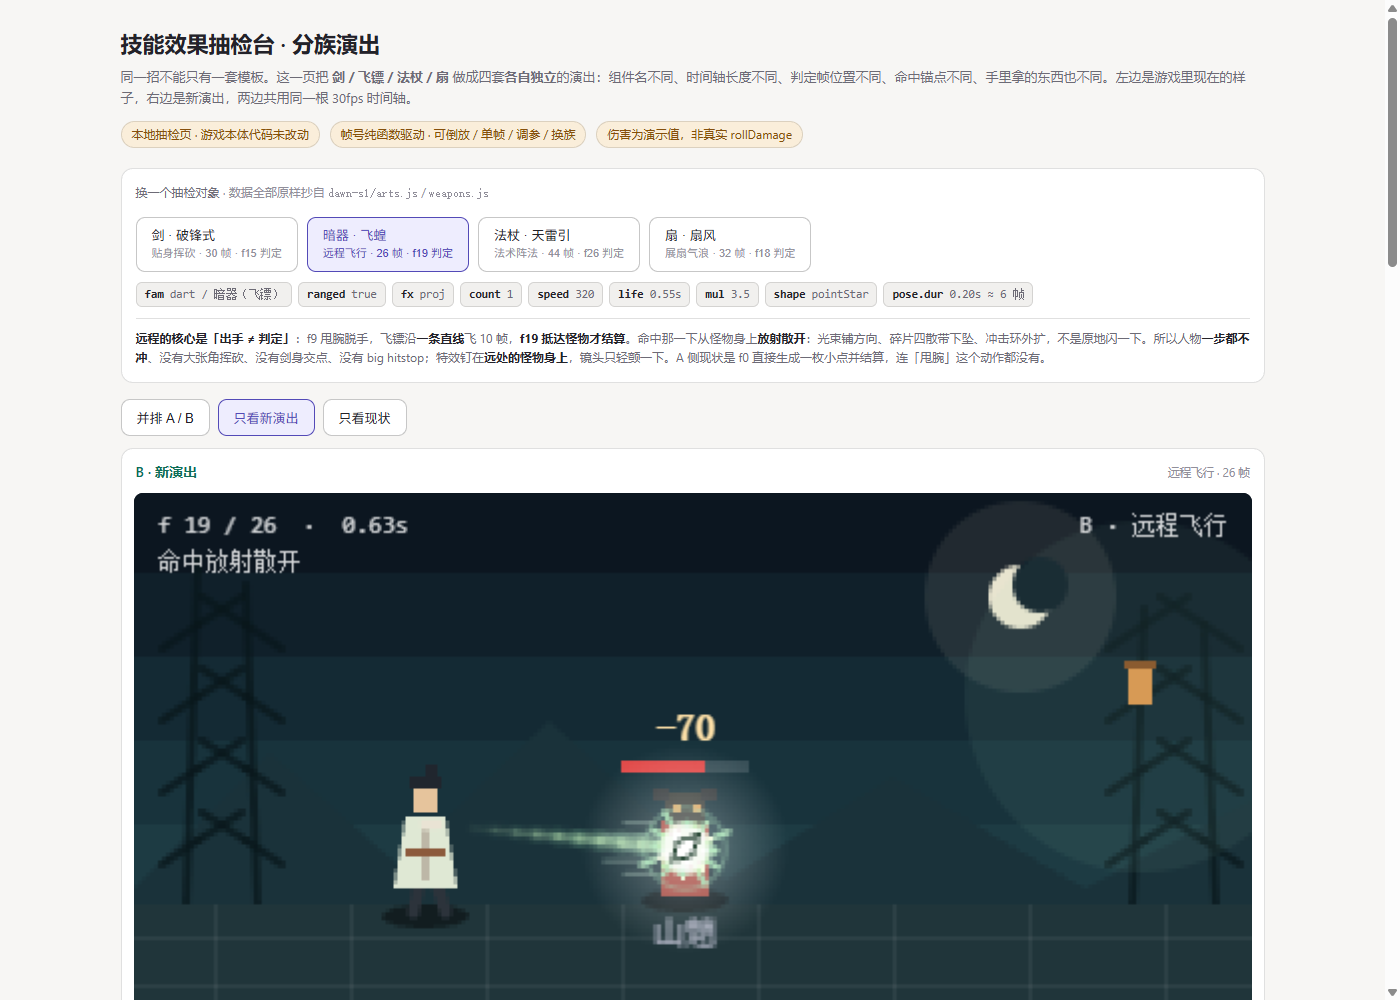 技能效果抽检台 · 分族演出
同一招不能只有一套模板。这一页把 剑 / 飞镖 / 法杖 / 扇 做成四套各自独立的演出：组件名不同、时间轴长度不同、判定帧位置不同、命中锚点不同、手里拿的东西也不同。左边是游戏里现在的样
子，右边是新演出，两边共用同一根 30fps 时间轴。
本地抽检页 · 游戏本体代码未改动
帧号纯函数驱动 · 可倒放 / 单帧 / 调参 / 换族
伤害为演示值，非真实 rollDamage
换一个抽检对象 · 数据全部原样抄自 dawn-s1/arts.js / weapons.js
剑 · 破锋式
贴身挥砍 · 30 帧 · f15 判定
暗器 · 飞蝗
远程飞行 · 26 帧 · f19 判定
法杖 · 天雷引
法术阵法 · 44 帧 · f26 判定
扇 · 扇风
展扇气浪 · 32 帧 · f18 判定
fam dart / 暗器（飞镖）
ranged true
fx proj
count 1
speed 320
life 0.55s
mul 3.5
shape pointStar
pose.dur 0.20s ≈ 6 帧
远程的核心是「出手 ≠ 判定」：f9 甩腕脱手，飞镖沿一条直线飞 10 帧，f19 抵达怪物才结算。命中那一下从怪物身上放射散开：光束铺方向、碎片四散带下坠、冲击环外扩，不是原地闪一下。所以人物一步都不
冲、没有大张角挥砍、没有剑身交点、没有 big hitstop；特效钉在远处的怪物身上，镜头只轻颤一下。A 侧现状是 f0 直接生成一枚小点并结算，连「甩腕」这个动作都没有。
并排 A / B
只看新演出
只看现状
B · 新演出
远程飞行 · 26 帧
f 19 / 26 · 0.63s
B · 远程飞行
命中放射散开
−70
山魈